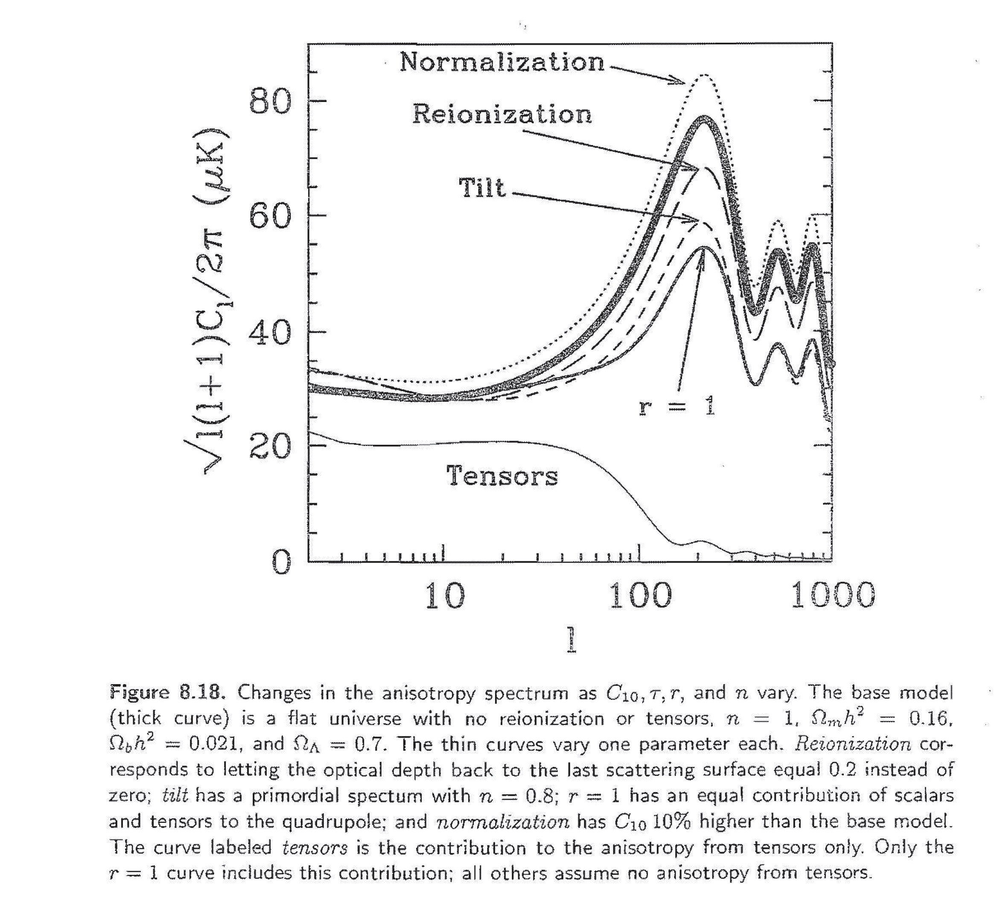 Normalization
80
Reionization
Tilt
60
√l(l+1)C_l/2π (μK)
40
r = 1
20
Tensors
0
10 100 1000
l
Figure 8.18. Changes in the anisotropy spectrum as C₁₀, τ, r, and n vary. The base model
(thick curve) is a flat universe with no reionization or tensors, n = 1, Ωₘh² = 0.16,
Ω_bh² = 0.021, and Ω_Λ = 0.7. The thin curves vary one parameter each. Reionization cor-
responds to letting the optical depth back to the last scattering surface equal 0.2 instead of
zero; tilt has a primordial spectum with n = 0.8; r = 1 has an equal contribution of scalars
and tensors to the quadrupole; and normalization has C₁₀ 10% higher than the base model.
The curve labeled tensors is the contribution to the anisotropy from tensors only. Only the
r = 1 curve includes this contribution; all others assume no anisotropy from tensors.